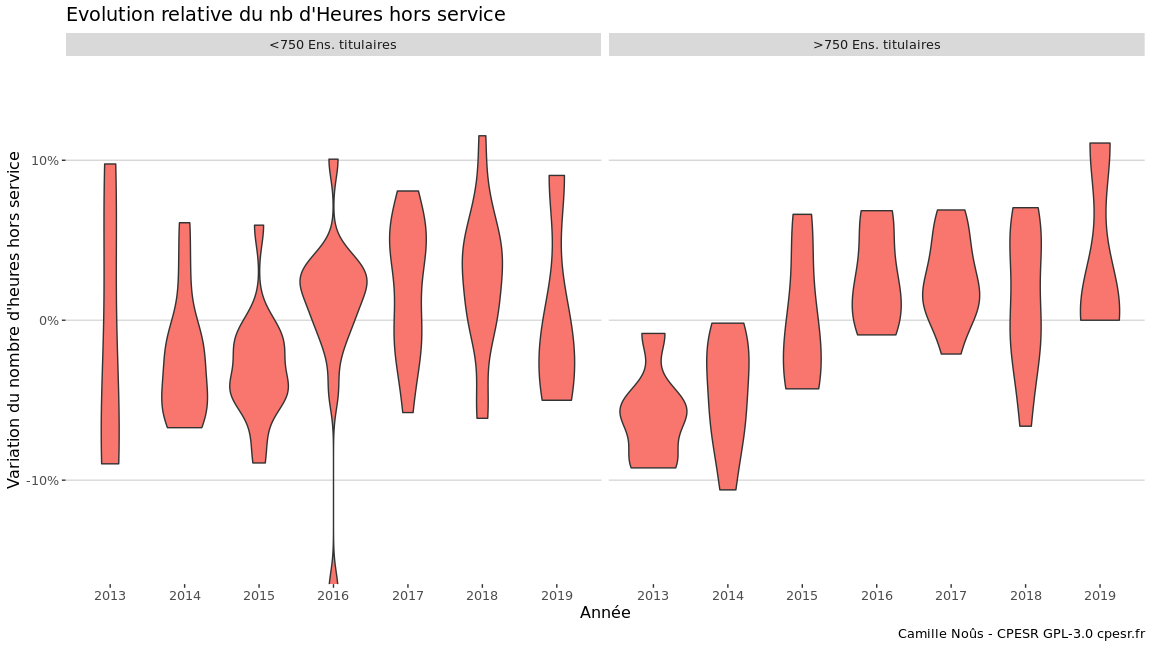 Evolution relative du nb d'Heures hors service
<750 Ens. titulaires
>750 Ens. titulaires
Variation du nombre d'heures hors service
10%
0%
-10%
2013 2014 2015 2016 2017 2018 2019
2013 2014 2015 2016 2017 2018 2019
Année
Camille Noûs - CPESR GPL-3.0 cpesr.fr